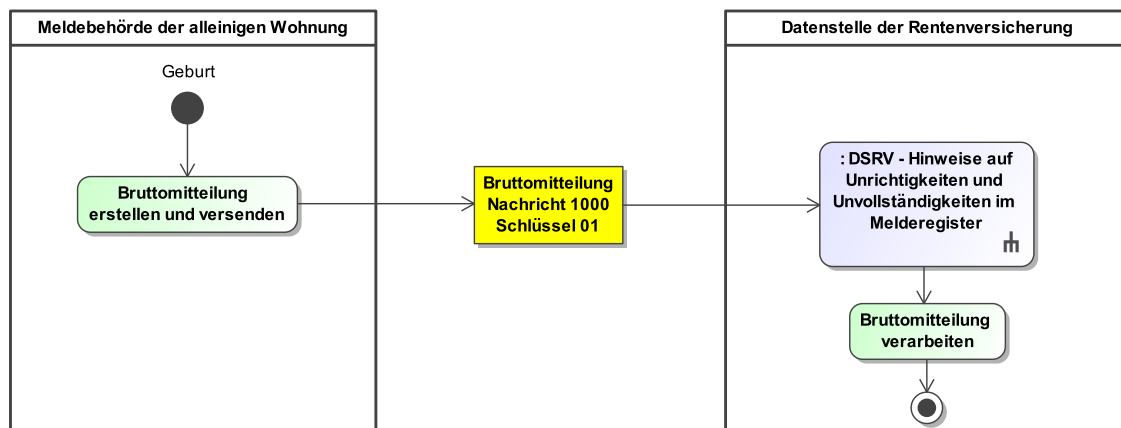 Meldebehörde der alleinigen Wohnung
Datenstelle der Rentenversicherung
Geburt
Bruttomitteilung
erstellen und versenden
Bruttomitteilung
Nachricht 1000
Schlüssel 01
: DSRV - Hinweise auf
Unrichtigkeiten und
Unvollständigkeiten im
Melderegister
Bruttomitteilung
verarbeiten